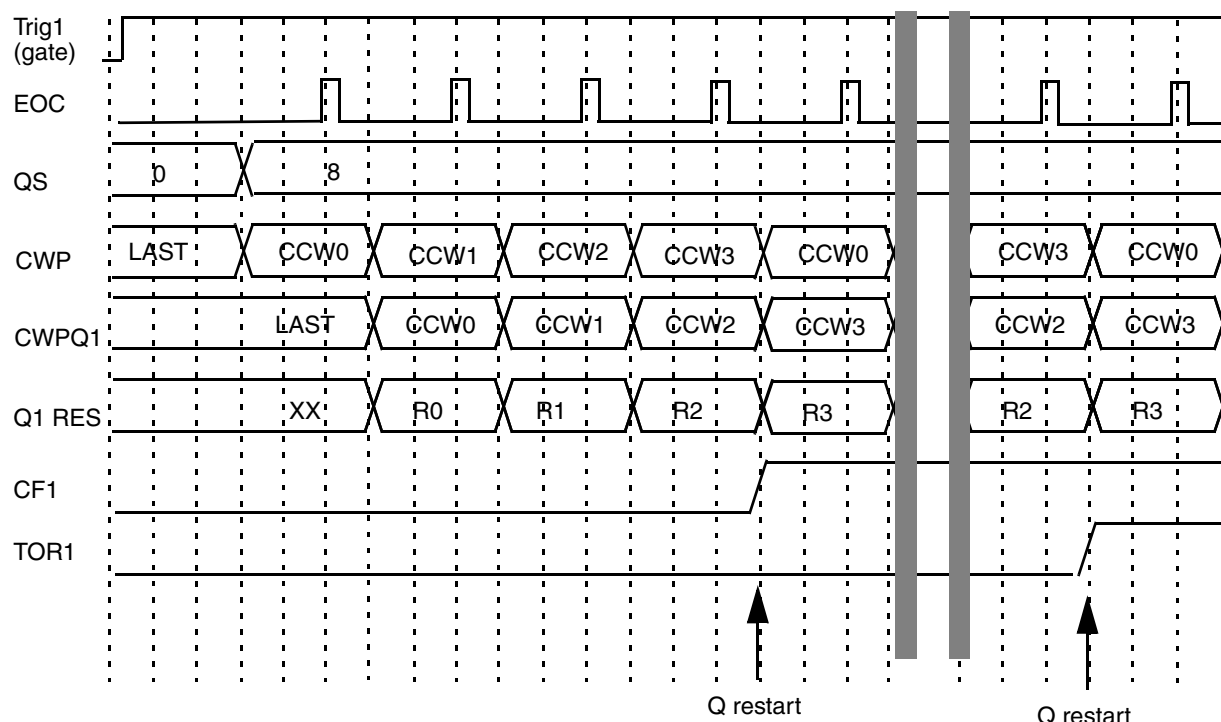 Trig1
(gate)
EOC
QS 0 8
CWP LAST CCW0 CCW1 CCW2 CCW3 CCW0 CCW3 CCW0
CWPQ1 LAST CCW0 CCW1 CCW2 CCW3 CCW2 CCW3
Q1 RES XX R0 R1 R2 R3 R2 R3
CF1
TOR1
Q restart Q restart